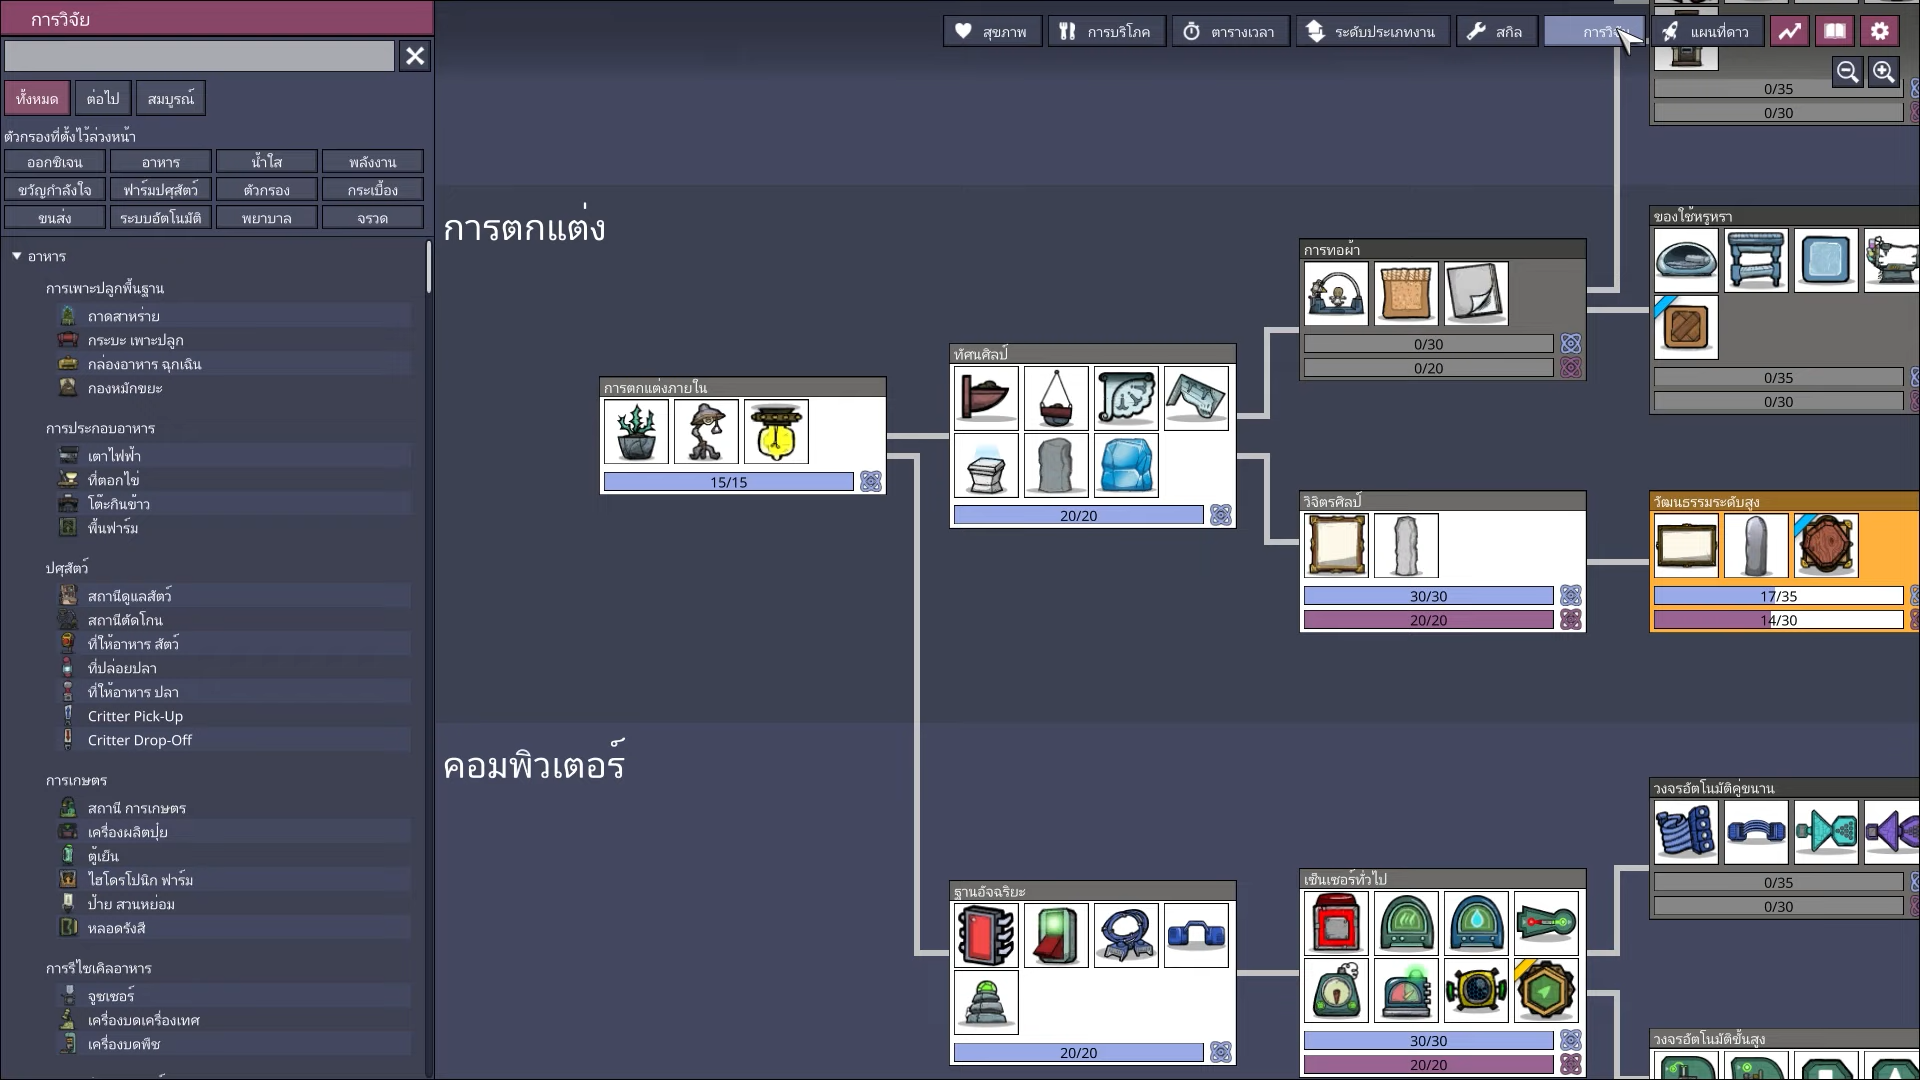 การวิจัย
สุขภาพ
การบริโภค
ตารางเวลา
ระดับประเภทงาน
สกิล
แผนที่ดาว
ทั้งหมด
ต่อไป
สมบูรณ์
ตัวกรองที่ตั้งไว้ล่วงหน้า
ออกซิเจน
อาหาร
น้ำใส
พลังงาน
ขวัญกำลังใจ
ฟาร์มปศุสัตว์
ตัวกรอง
กระเบื้อง
ขนส่ง
ระบบอัตโนมัติ
พยาบาล
จรวด
อาหาร
การเพาะปลูกพื้นฐาน
ถาดสาหร่าย
กระบะ เพาะปลูก
กล่องอาหาร ฉุกเฉิน
กองหมักขยะ
การประกอบอาหาร
เตาไฟฟ้า
ที่ตอกไข่
โต๊ะกินข้าว
พื้นฟาร์ม
ปศุสัตว์
สถานีดูแลสัตว์
สถานีตัดโกน
ที่ให้อาหาร สัตว์
ที่ปล่อยปลา
ที่ให้อาหาร ปลา
Critter Pick-Up
Critter Drop-Off
การเกษตร
สถานี การเกษตร
เครื่องผลิตปุ๋ย
ตู้เย็น
ไฮโดรโปนิก ฟาร์ม
ป้าย สวนหย่อม
หลอดรังสี
การรีไซเคิลอาหาร
จูซเซอร์
เครื่องบดเครื่องเทศ
เครื่องบดพืช
0/35
0/30
การตกแต่ง
การตกแต่งภายใน
15/15
ทัศนศิลป์
20/20
การทอผ้า
0/30
0/20
ของใช้หรูหรา
0/35
0/30
วิจิตรศิลป์
30/30
20/20
วัฒนธรรมระดับสูง
17/35
14/30
คอมพิวเตอร์
ฐานอัจฉริยะ
20/20
เซ็นเซอร์ทั่วไป
30/30
20/20
วงจรอัตโนมัติคู่ขนาน
0/35
0/30
วงจรอัตโนมัติขั้นสูง